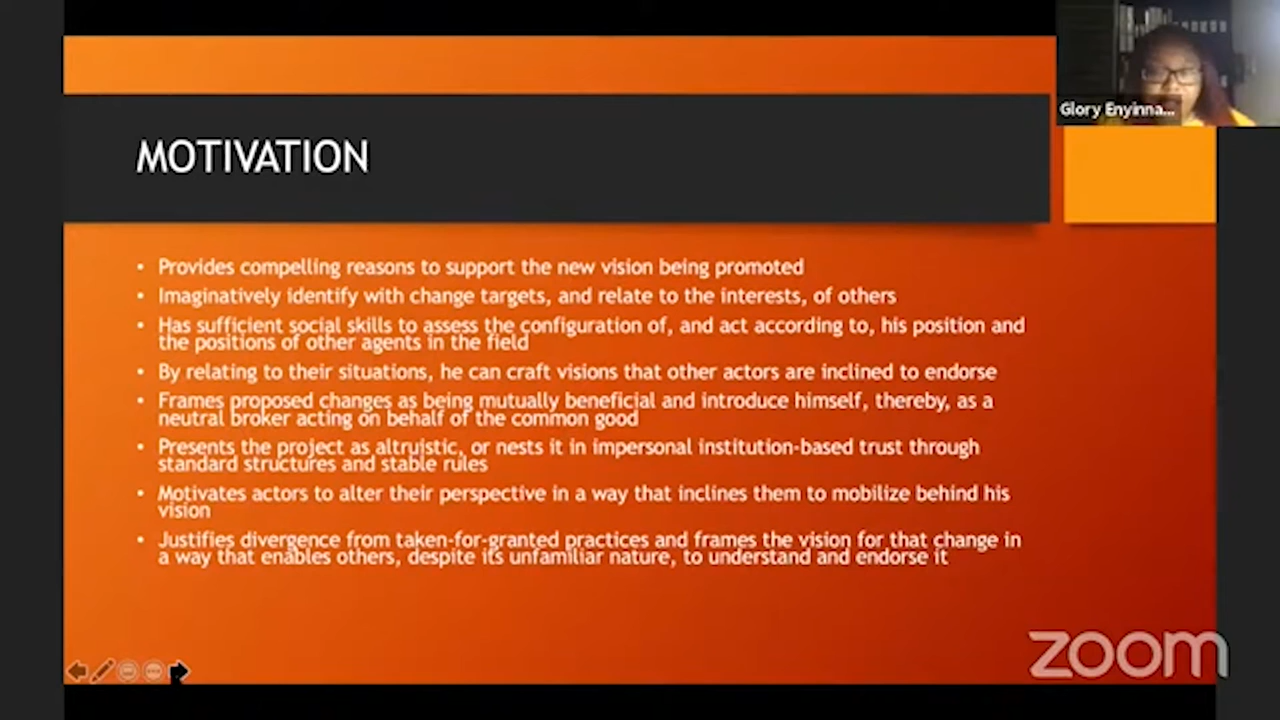 Glory Enyinna...
MOTIVATION
• Provides compelling reasons to support the new vision being promoted
• Imaginatively identify with change targets, and relate to the interests, of others
• Has sufficient social skills to assess the configuration of, and act according to, his position and
the positions of other agents in the field
• By relating to their situations, he can craft visions that other actors are inclined to endorse
• Frames proposed changes as being mutually beneficial and introduce himself, thereby, as a
neutral broker acting on behalf of the common good
• Presents the project as altruistic, or nests it in impersonal institution-based trust through
standard structures and stable rules
• Motivates actors to alter their perspective in a way that inclines them to mobilize behind his
vision
• Justifies divergence from taken-for-granted practices and frames the vision for that change in
a way that enables others, despite its unfamiliar nature, to understand and endorse it
zoom